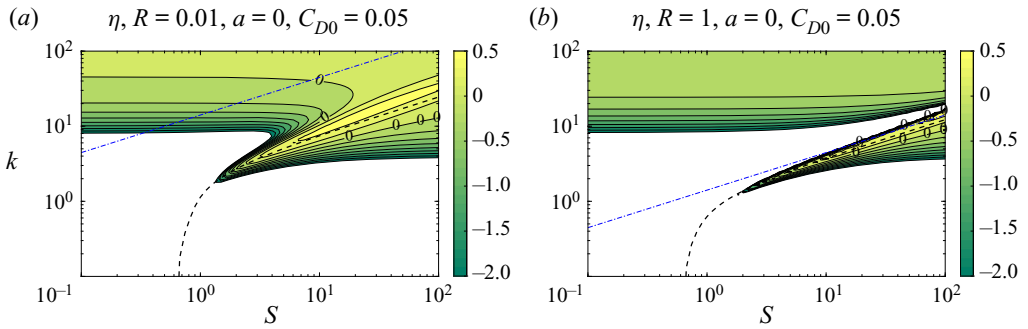 (a) η, R = 0.01, a = 0, C_{D0} = 0.05
10^2
10^1
k
10^0
10^{-1} 10^0 10^1 10^2
S
0 0 0 0 0
0.5
0
–0.5
–1.0
–1.5
–2.0
(b) η, R = 1, a = 0, C_{D0} = 0.05
10^2
10^1
10^0
10^{-1} 10^0 10^1 10^2
S
0 0 0 0 0
0.5
0
–0.5
–1.0
–1.5
–2.0